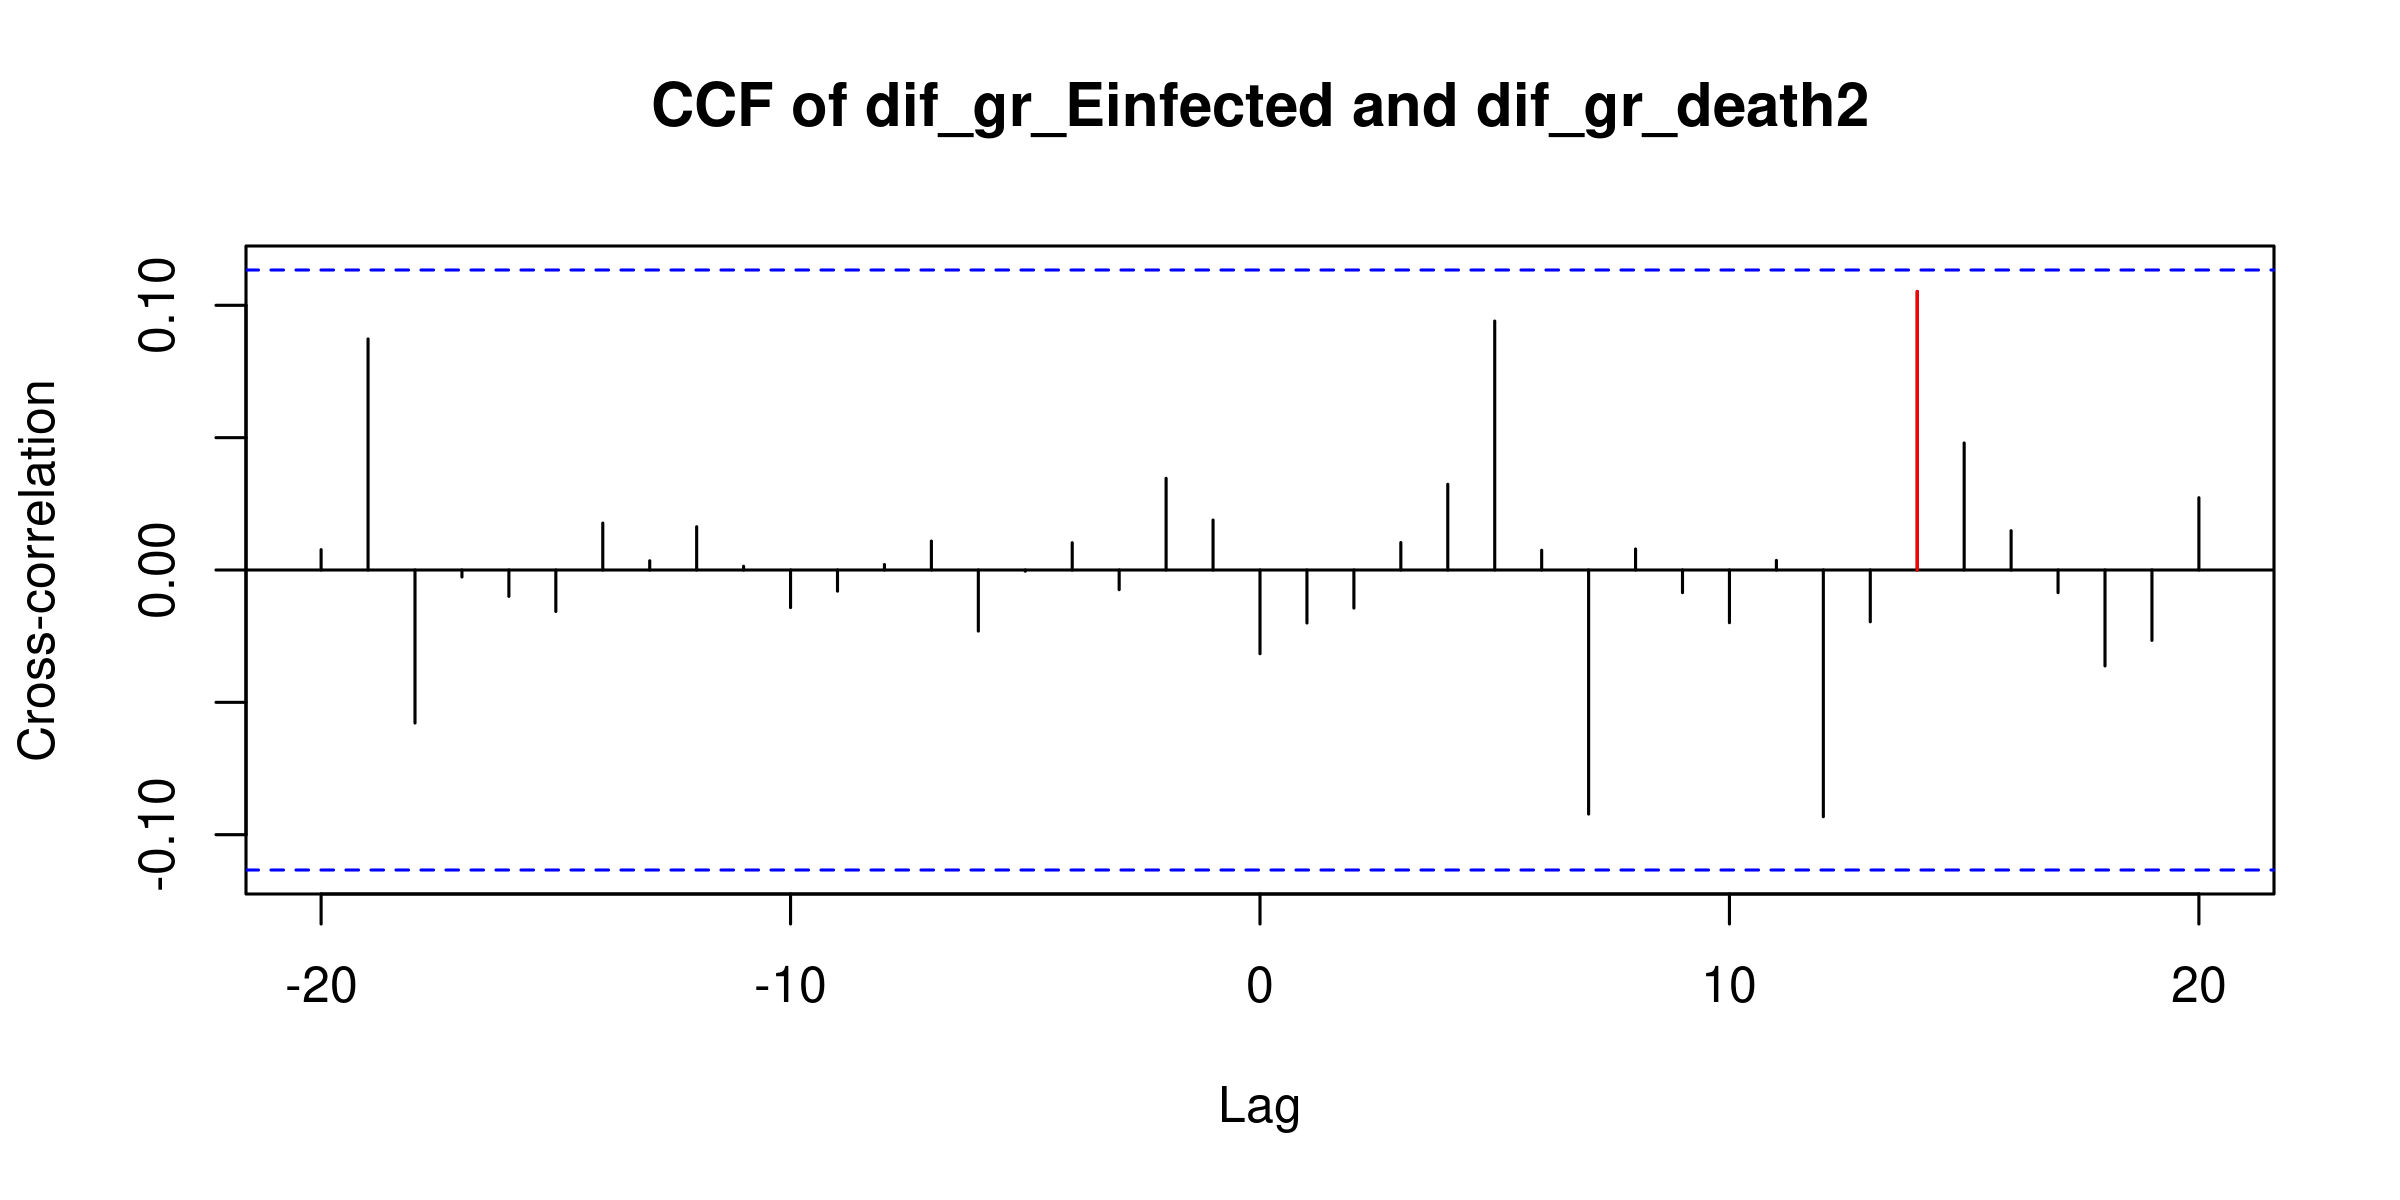 CCF of dif_gr_Einfected and dif_gr_death2
Cross-correlation
0.10
0.00
-0.10
-20 -10 0 10 20
Lag